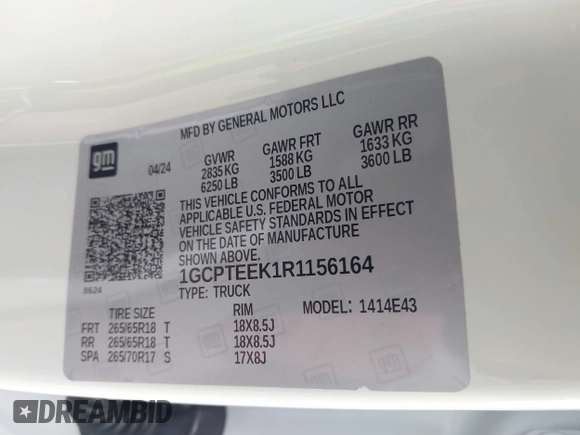 MFD BY GENERAL MOTORS LLC
gm
04/24
GVWR GAWR FRT GAWR RR
2835 KG 1588 KG 1633 KG
6250 LB 3500 LB 3600 LB
THIS VEHICLE CONFORMS TO ALL
APPLICABLE U.S. FEDERAL MOTOR
VEHICLE SAFETY STANDARDS IN EFFECT
ON THE DATE OF MANUFACTURE
SHOWN ABOVE.
1GCPTEEK1R1156164
8624
TYPE: TRUCK
MODEL: 1414E43
TIRE SIZE RIM
FRT 265/65R18 T 18X8.5J
RR 265/65R18 T 18X8.5J
SPA 265/70R17 S 17X8J
DREAMBID